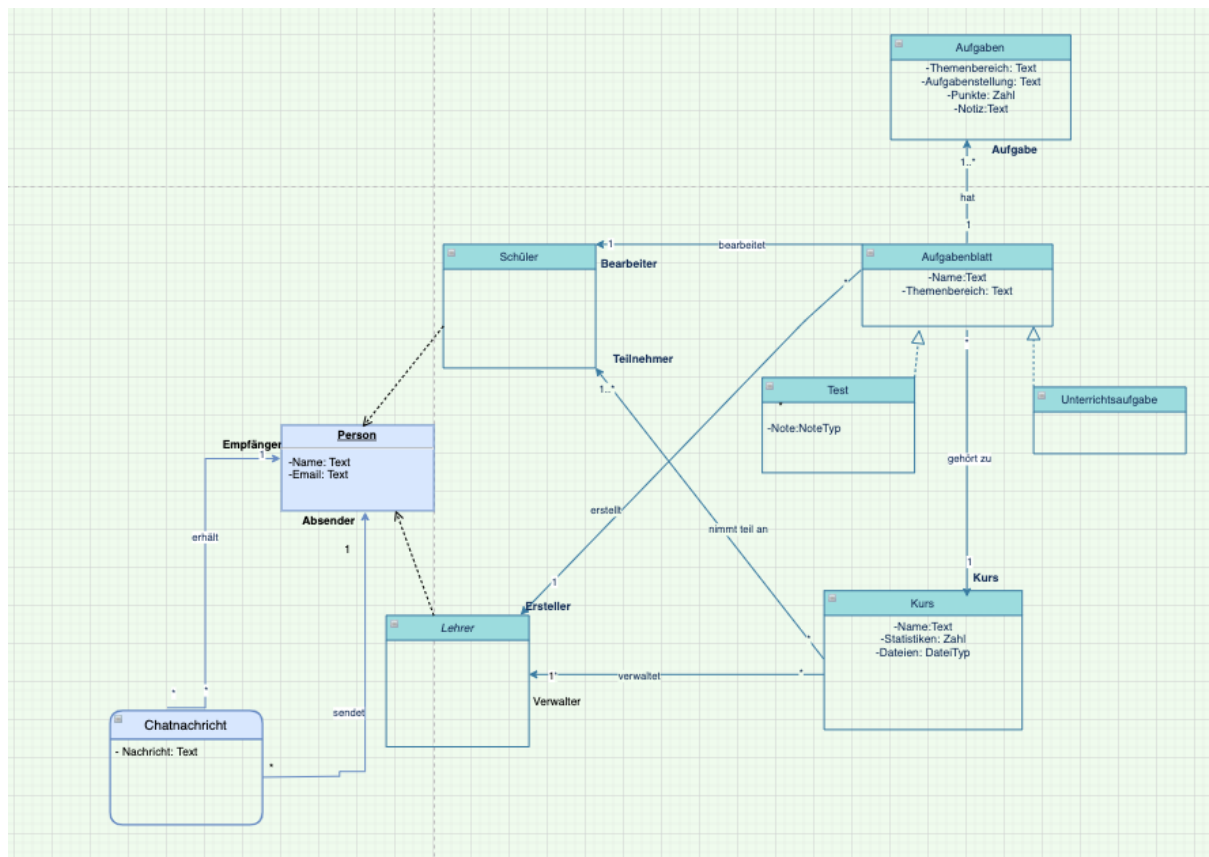 Aufgaben
-Themenbereich: Text
-Aufgabenstellung: Text
-Punkte: Zahl
-Notiz:Text
Aufgabe
1..*
hat
1
Schüler
1
bearbeitet
Bearbeiter
Aufgabenblatt
-Name:Text
-Themenbereich: Text
*
*
Teilnehmer
1..*
Test
*
-Note:NoteTyp
Unterrichtsaufgabe
Person
-Name: Text
-Email: Text
Empfänger
1
gehört zu
Absender
1
erhält
erstellt
nimmt teil an
1
1
Kurs
Ersteller
Kurs
-Name:Text
-Statistiken: Zahl
-Dateien: DateiTyp
Lehrer
*
1*
verwaltet
*
Verwalter
*
*
sendet
Chatnachricht
- Nachricht: Text
*